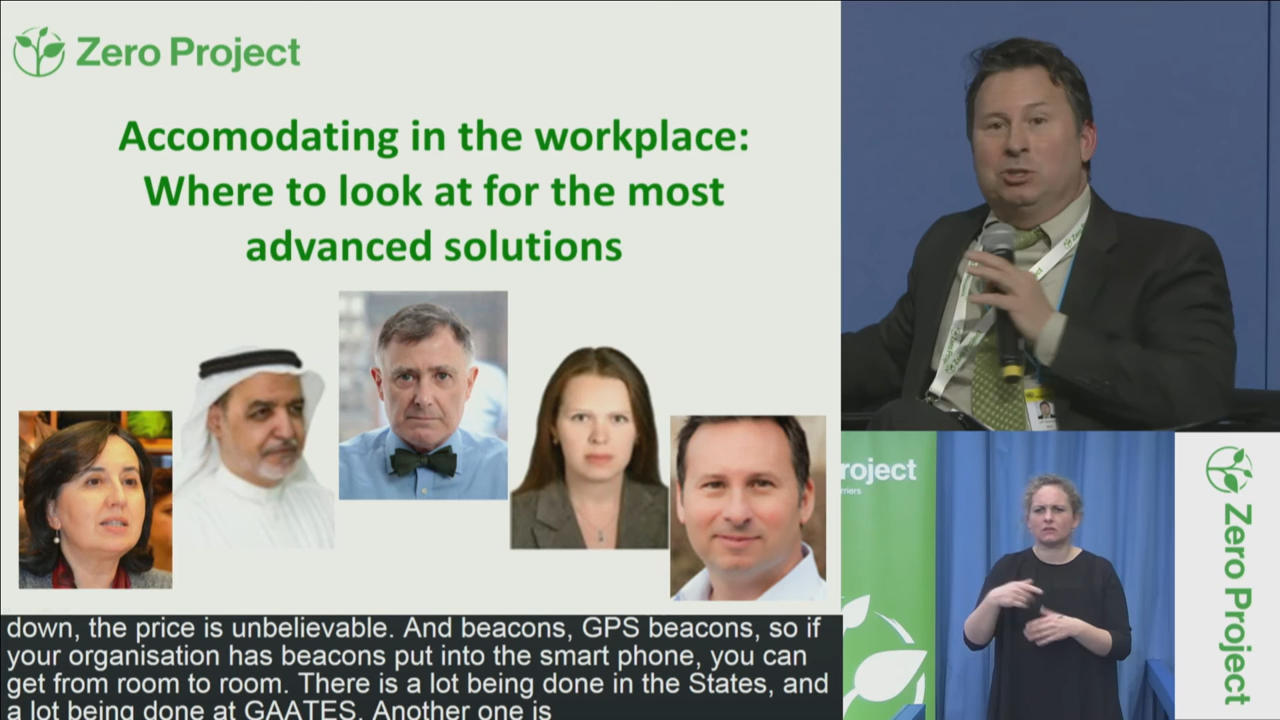 Zero Project
Accomodating in the workplace:
Where to look at for the most
advanced solutions
down, the price is unbelievable. And beacons, GPS beacons, so if
your organisation has beacons put into the smart phone, you can
get from room to room. There is a lot being done in the States, and
a lot being done at GAATES. Another one is
roject
rriers
Zero Project